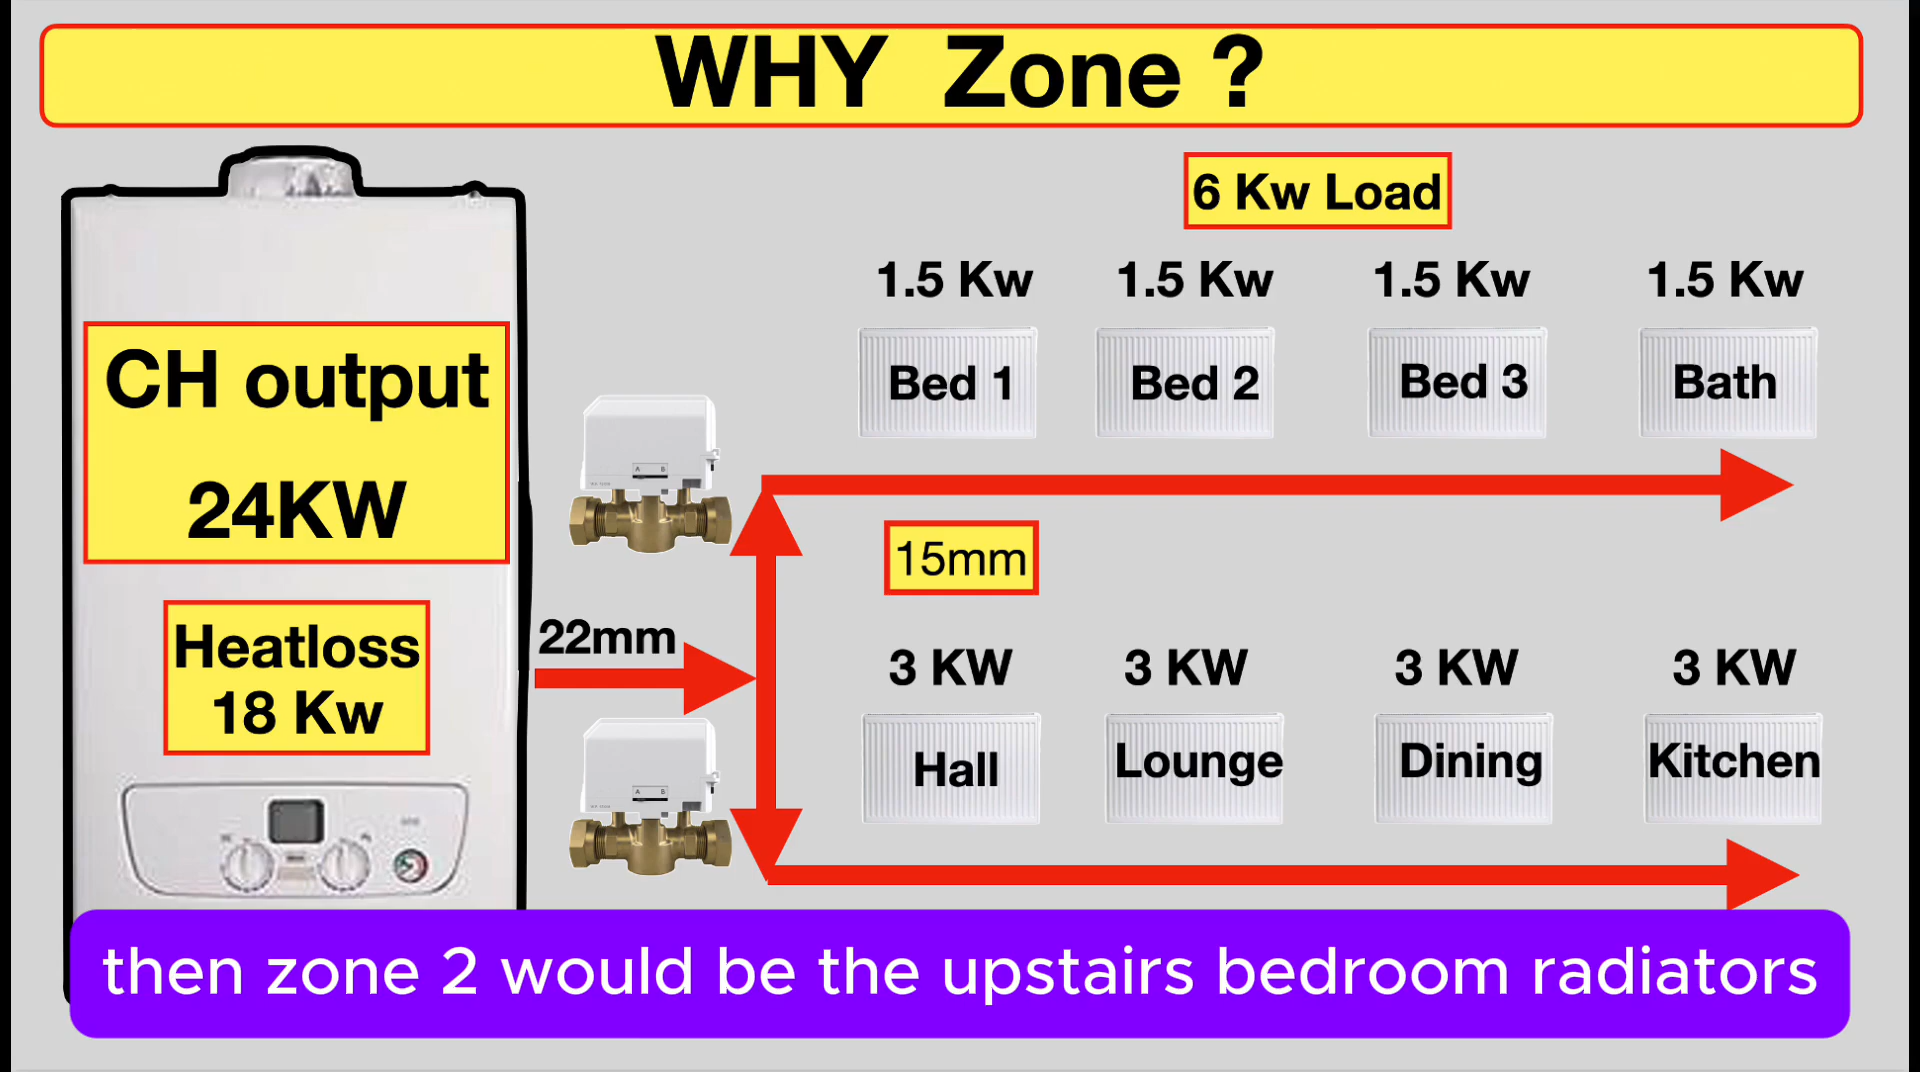 WHY Zone ?
6 Kw Load
1.5 Kw 1.5 Kw 1.5 Kw 1.5 Kw
Bed 1 Bed 2 Bed 3 Bath
CH output
24KW
A B
15mm
Heatloss
18 Kw
22mm
3 KW 3 KW 3 KW 3 KW
Hall Lounge Dining Kitchen
A B
then zone 2 would be the upstairs bedroom radiators